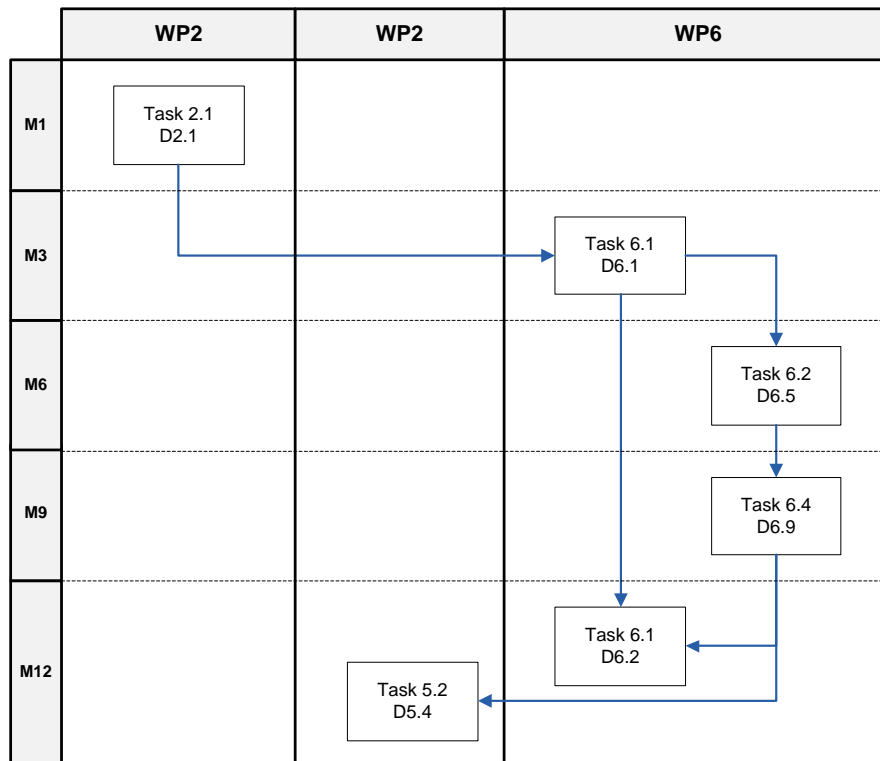 WP2
WP2
WP6
M1
Task 2.1
D2.1
M3
Task 6.1
D6.1
M6
Task 6.2
D6.5
M9
Task 6.4
D6.9
M12
Task 6.1
D6.2
Task 5.2
D5.4